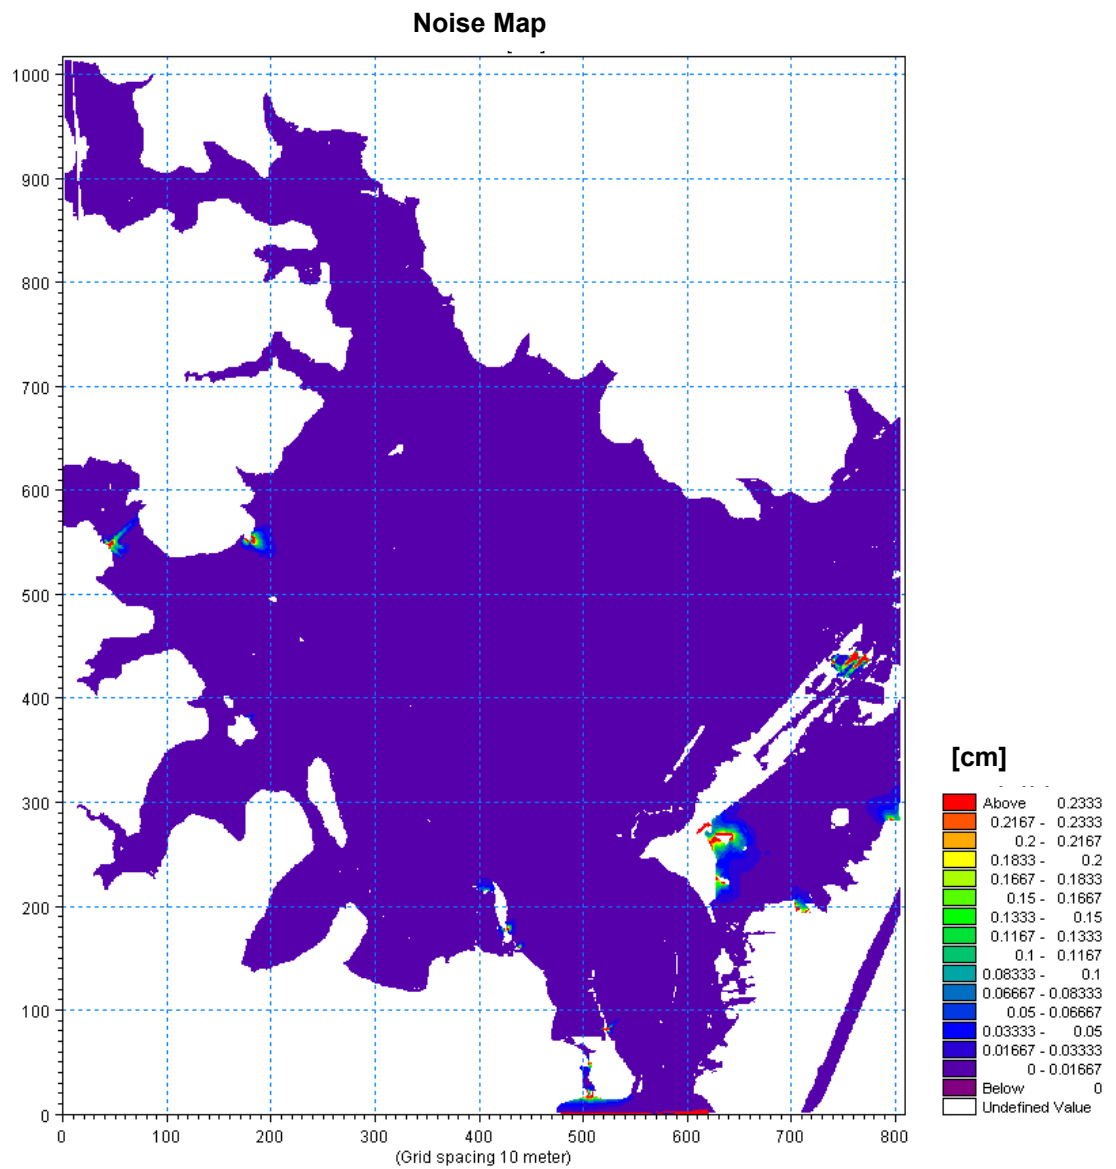 Noise Map
1000
900
800
700
600
500
400
300
200
100
0
0 100 200 300 400 500 600 700 800
(Grid spacing 10 meter)
[cm]
Above 0.2333
0.2167 - 0.2333
0.2 - 0.2167
0.1833 - 0.2
0.1667 - 0.1833
0.15 - 0.1667
0.1333 - 0.15
0.1167 - 0.1333
0.1 - 0.1167
0.08333 - 0.1
0.06667 - 0.08333
0.05 - 0.06667
0.03333 - 0.05
0.01667 - 0.03333
0 - 0.01667
Below 0
Undefined Value